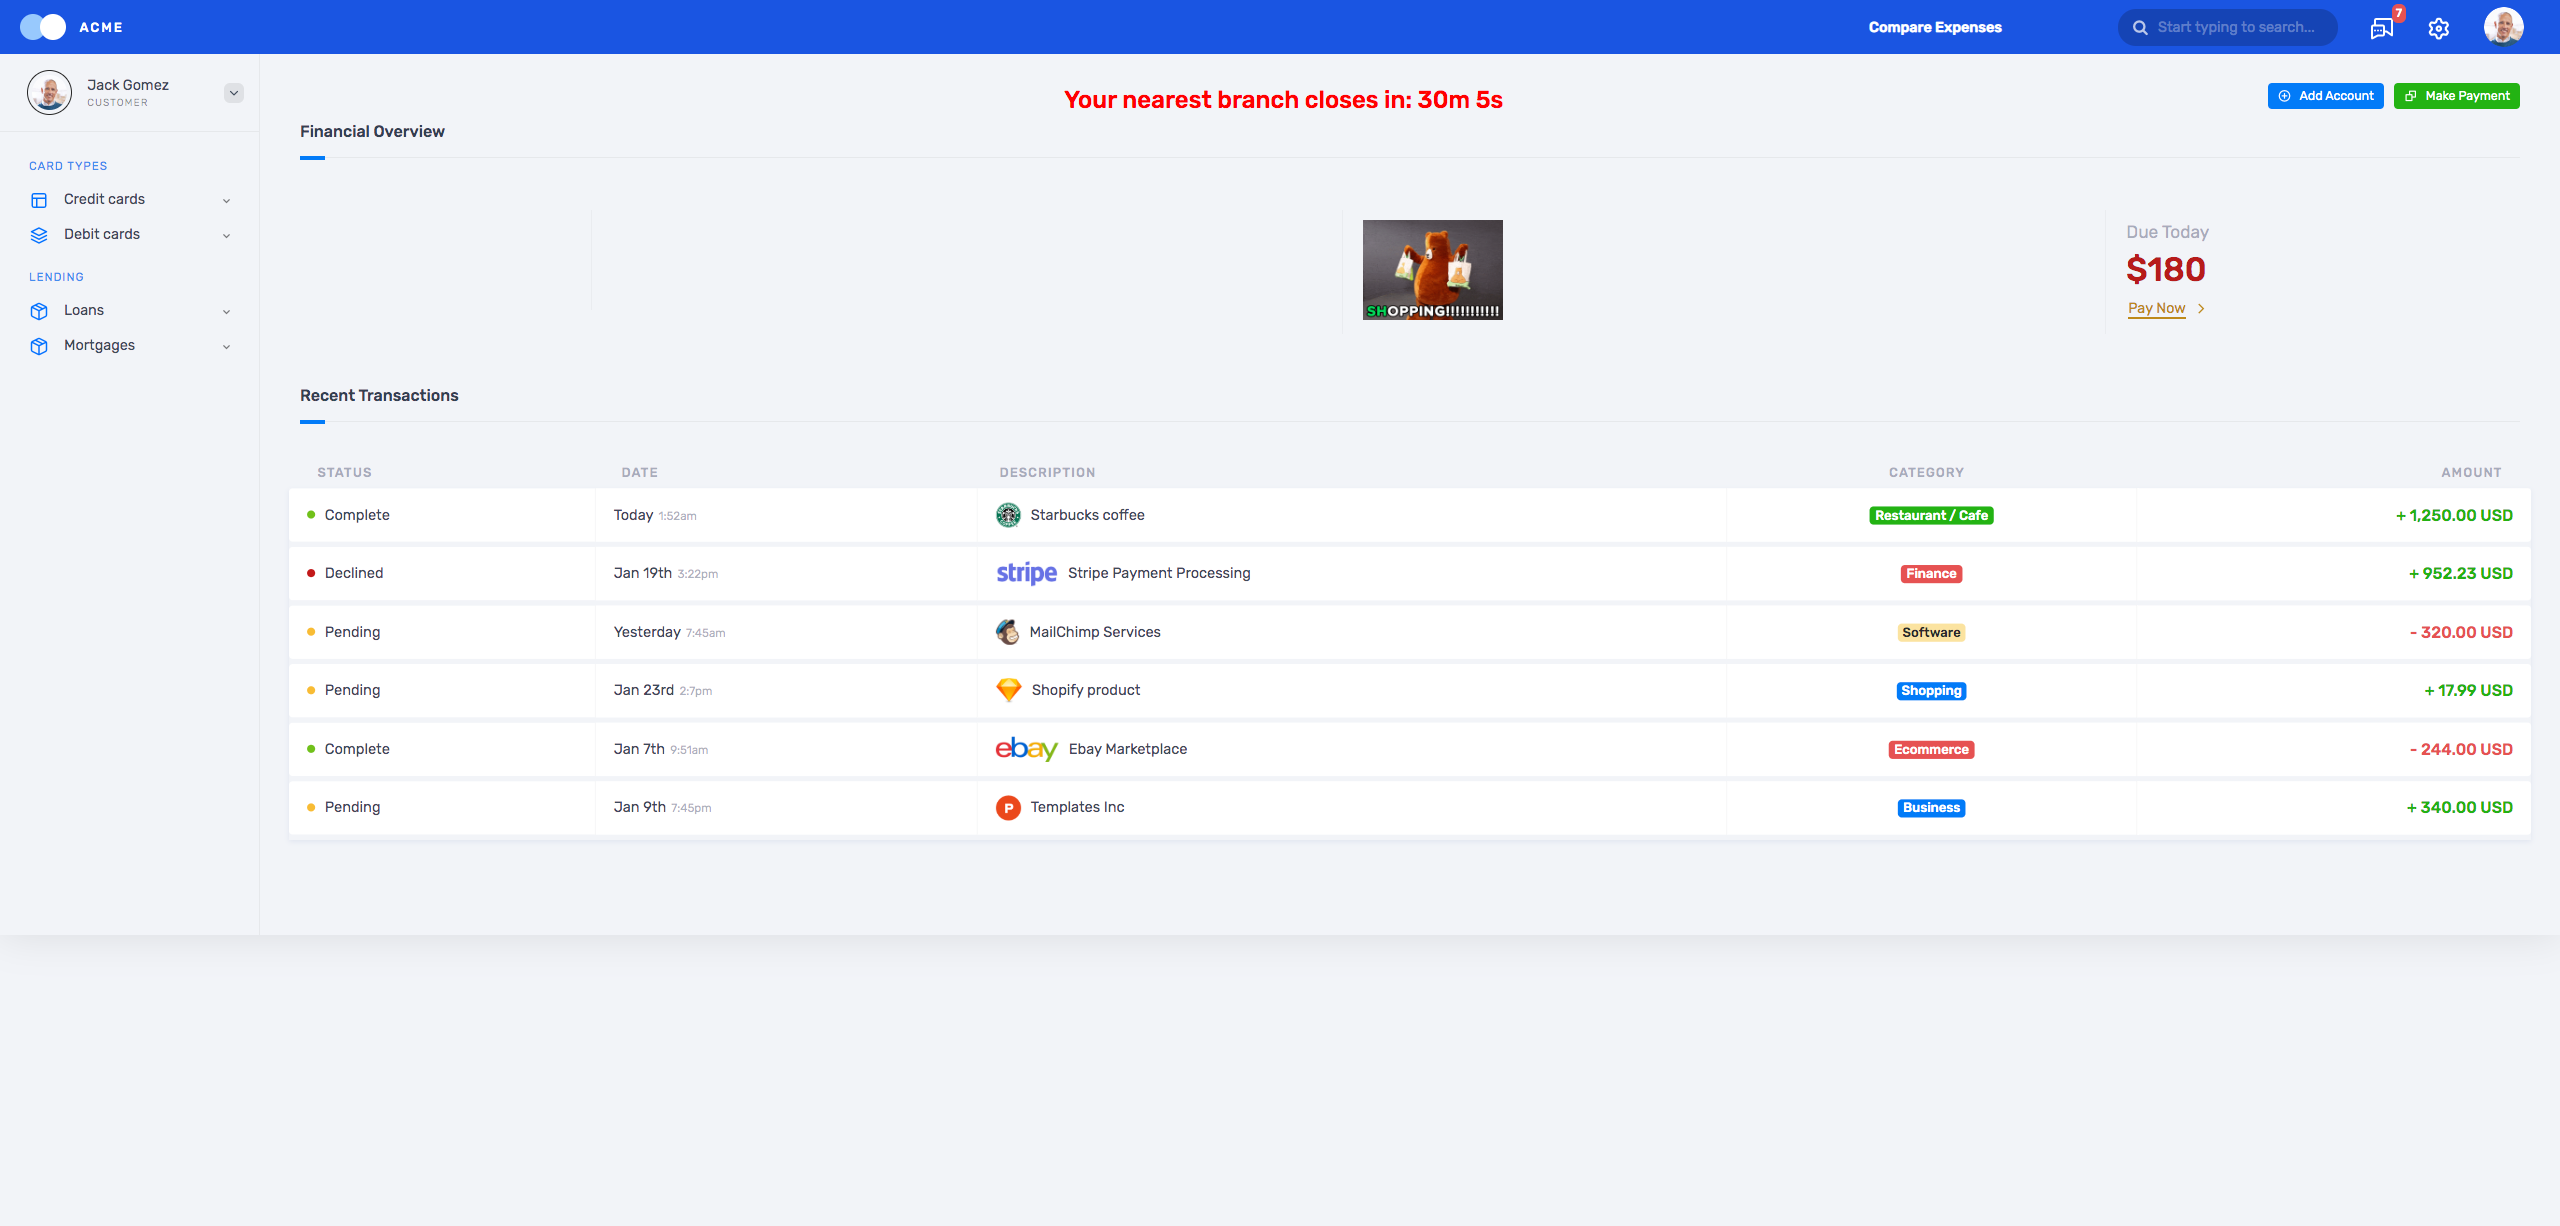 ACME
Compare Expenses
Start typing to search...
7
Jack Gomez
CUSTOMER
CARD TYPES
Credit cards
Debit cards
LENDING
Loans
Mortgages
Your nearest branch closes in: 30m 5s
Add Account
Make Payment
Financial Overview
SHOPPING!!!!!!!!!!!
Due Today
$180
Pay Now
Recent Transactions
STATUS DATE DESCRIPTION CATEGORY AMOUNT
Complete Today 1:52am Starbucks coffee Restaurant / Cafe + 1,250.00 USD
Declined Jan 19th 3:22pm stripe Stripe Payment Processing Finance + 952.23 USD
Pending Yesterday 7:45am MailChimp Services Software - 320.00 USD
Pending Jan 23rd 2:7pm Shopify product Shopping + 17.99 USD
Complete Jan 7th 9:51am ebay Ebay Marketplace Ecommerce - 244.00 USD
Pending Jan 9th 7:45pm P Templates Inc Business + 340.00 USD